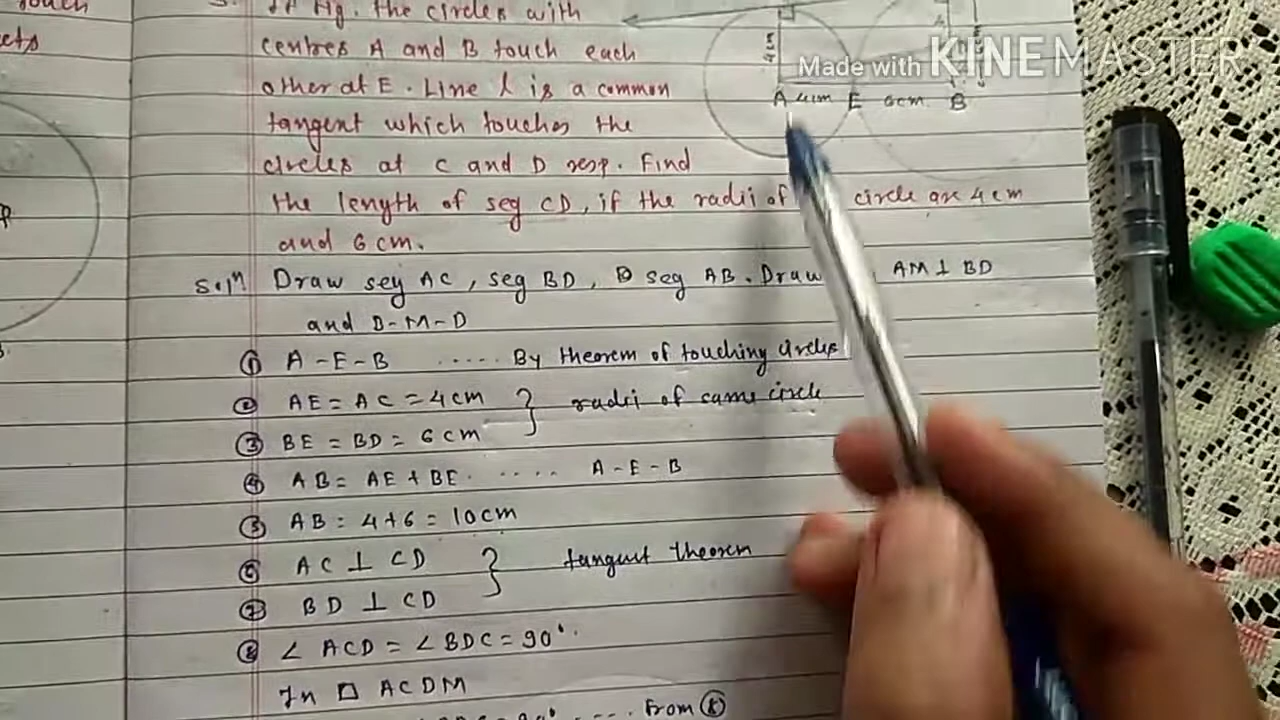 ouch
cts
In fig. the circles with
centres A and B touch each
other at E. Line l is a common
tangent which touches the
circles at C and D resp. Find
the length of seg CD, if the radii of circle are 4cm
and 6 cm.
A 4cm E 6cm B
Made with KINEMASTER
Soln Draw seg AC, seg BD, seg AB. Draw AM ⊥ BD
and B-M-D
① A-E-B ..... By theorem of touching circles
② AE = AC = 4cm } radii of same circle
③ BE = BD = 6 cm
④ AB = AE + BE ..... A-E-B
⑤ AB = 4+6 = 10cm
⑥ AC ⊥ CD } tangent theorem
⑦ BD ⊥ CD
⑧ ∠ ACD = ∠ BDC = 90°.
In □ ACDM
.... From ⑧